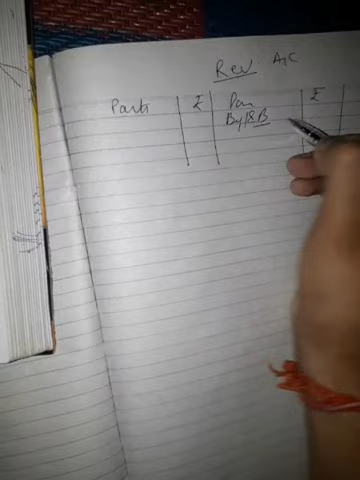 Rev A/C
Parti ₹ Par ₹
By L&B